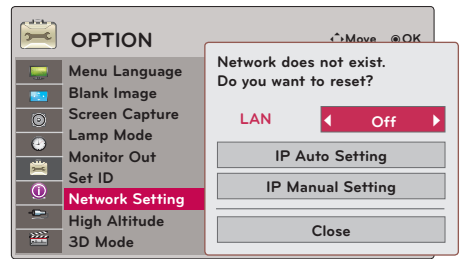 OPTION
Move ◉OK
Menu Language
Blank Image
Screen Capture
Lamp Mode
Monitor Out
Set ID
Network Setting
High Altitude
3D Mode
Network does not exist.
Do you want to reset?
LAN
Off
IP Auto Setting
IP Manual Setting
Close